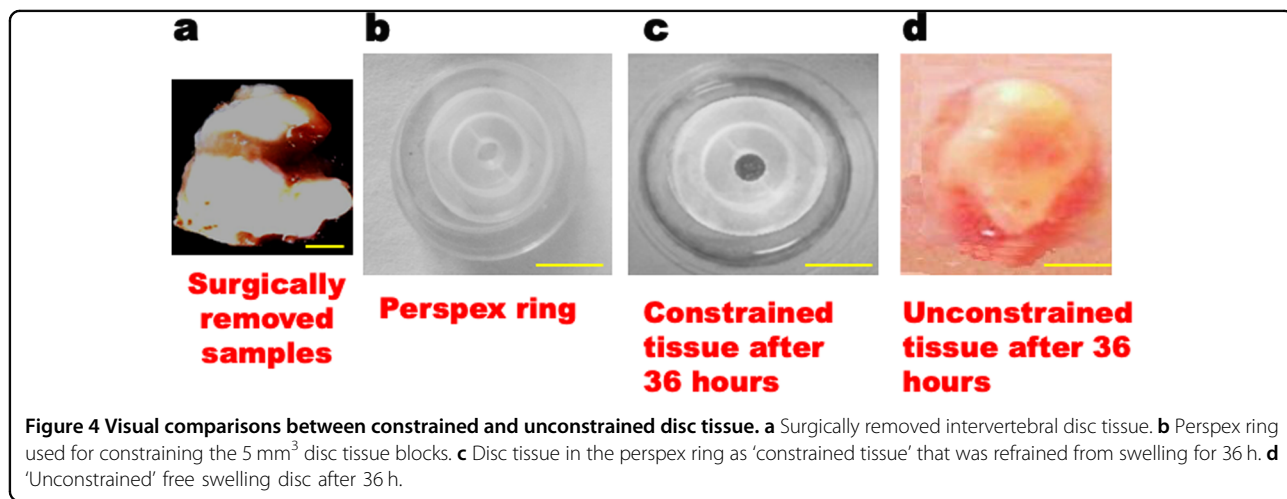 a
b
c
d
Surgically
removed
samples
Perspex ring
Constrained
tissue after
36 hours
Unconstrained
tissue after 36
hours
Figure 4 Visual comparisons between constrained and unconstrained disc tissue. a Surgically removed intervertebral disc tissue. b Perspex ring
used for constraining the 5 mm³ disc tissue blocks. c Disc tissue in the perspex ring as ‘constrained tissue’ that was refrained from swelling for 36 h. d
‘Unconstrained’ free swelling disc after 36 h.